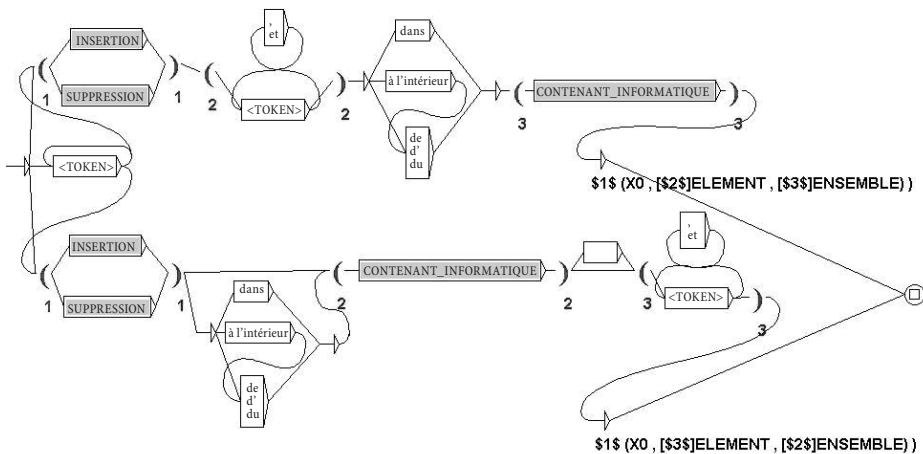 , et
INSERTION
dans
( ) ( ) ( )
à l'intérieur
CONTENANT_INFORMATIQUE
1 SUPPRESSION 1 2 <TOKEN> 2 3 3
de
d'
du
<TOKEN>
$1$ (X0 , [$2$]ELEMENT , [$3$]ENSEMBLE) )
, et
INSERTION
( ) ( CONTENANT_INFORMATIQUE ) ( )
dans
1 SUPPRESSION 1 2 2 3 <TOKEN> 3
à l'intérieur
de
d'
du
$1$ (X0 , [$3$]ELEMENT , [$2$]ENSEMBLE) )